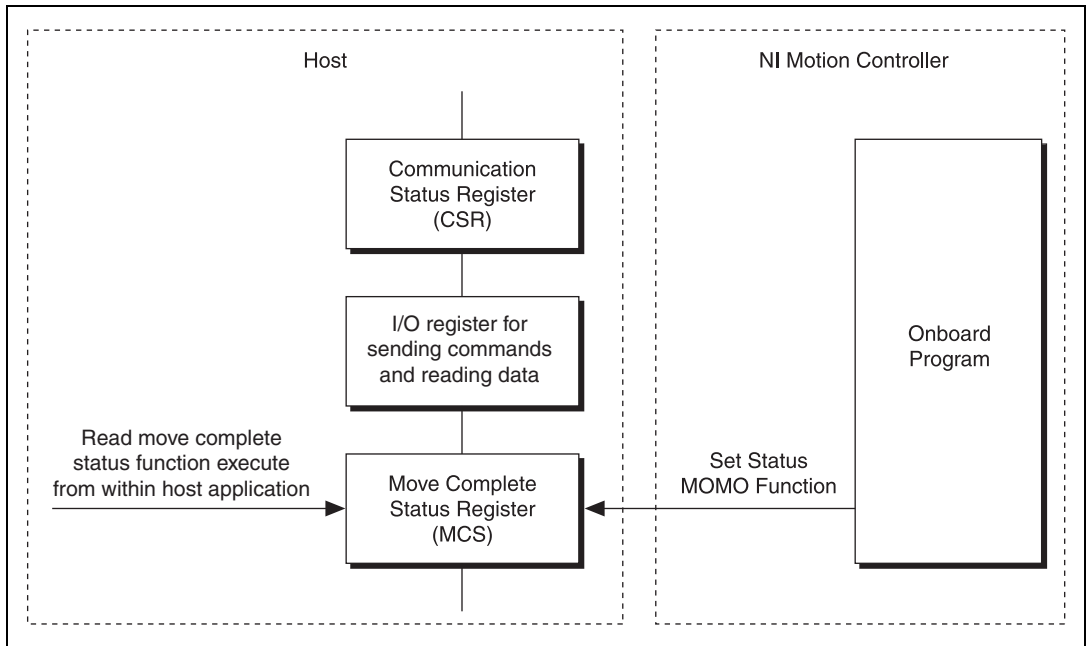 Host
NI Motion Controller
Communication
Status Register
(CSR)
I/O register for
sending commands
and reading data
Onboard
Program
Read move complete
status function execute
from within host application
Move Complete
Status Register
(MCS)
Set Status
MOMO Function